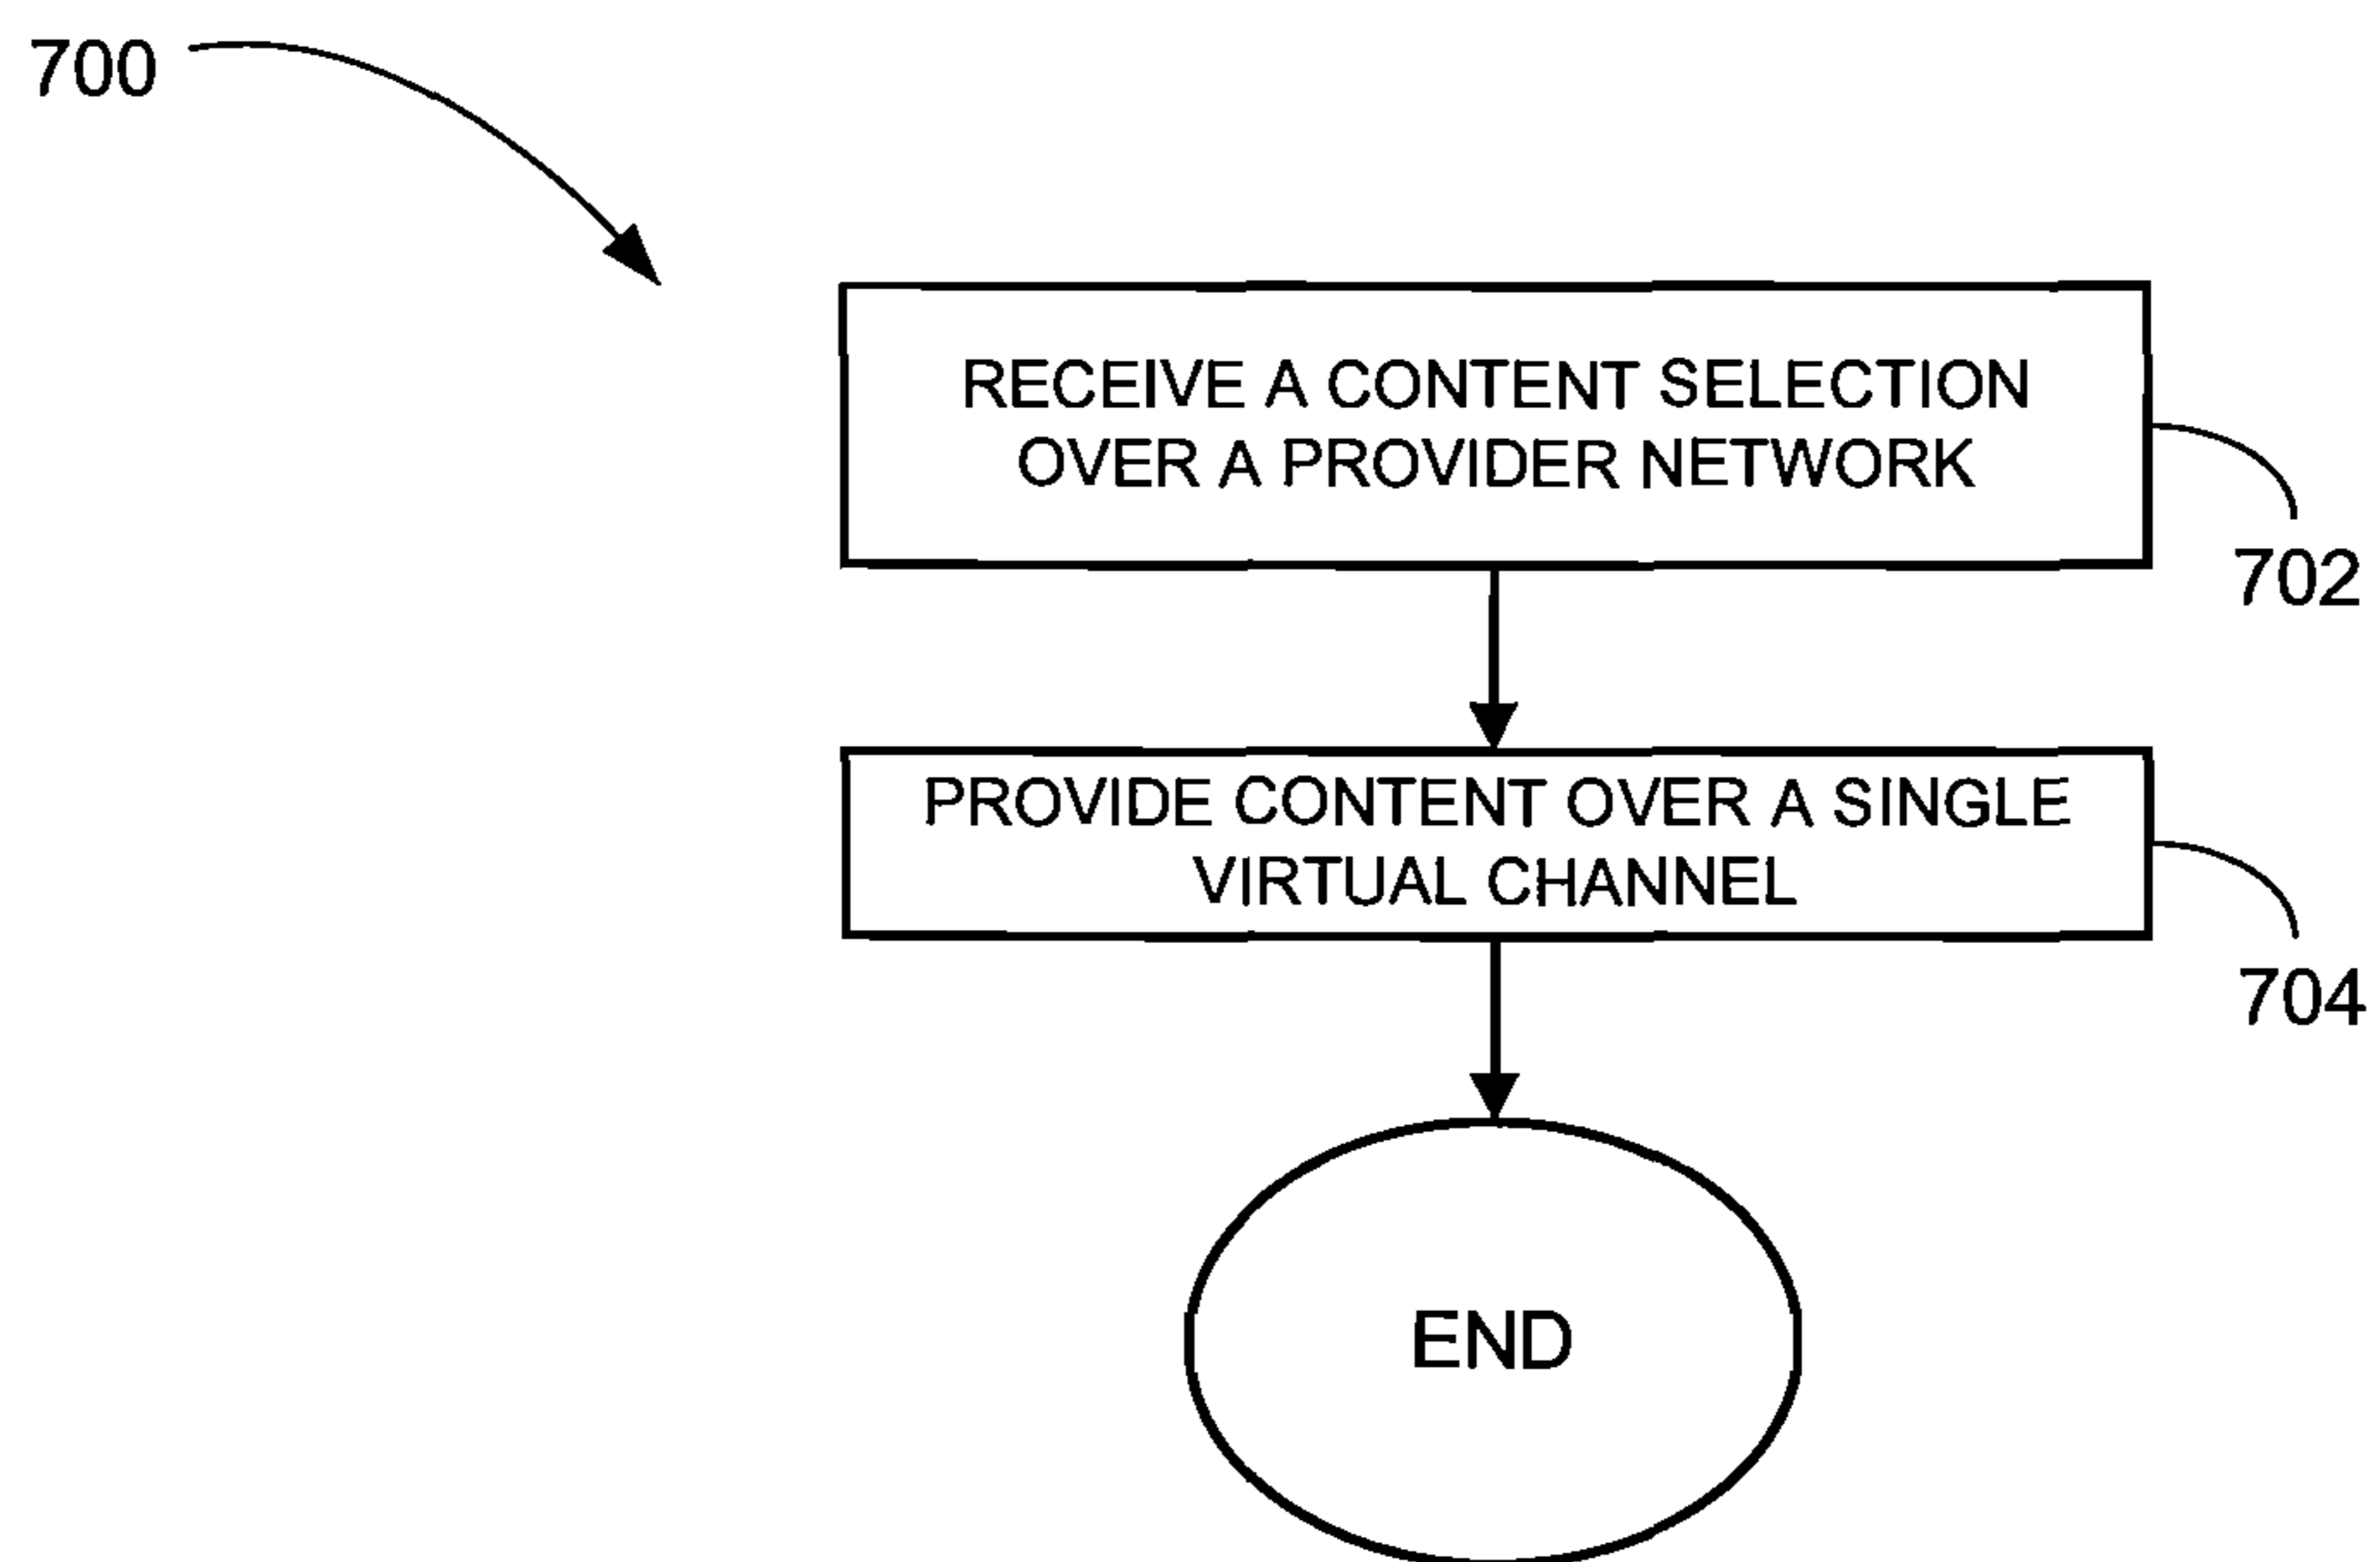 700
RECEIVE A CONTENT SELECTION
OVER A PROVIDER NETWORK
702
PROVIDE CONTENT OVER A SINGLE
VIRTUAL CHANNEL
704
END